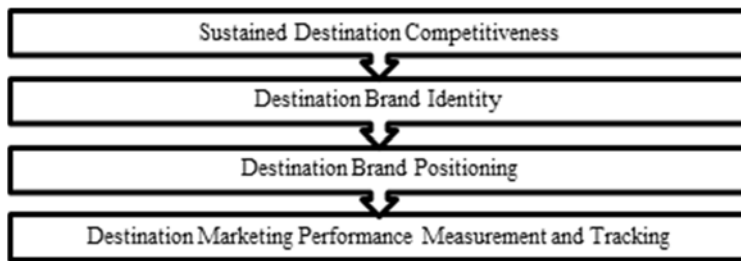 Sustained Destination Competitiveness
Destination Brand Identity
Destination Brand Positioning
Destination Marketing Performance Measurement and Tracking